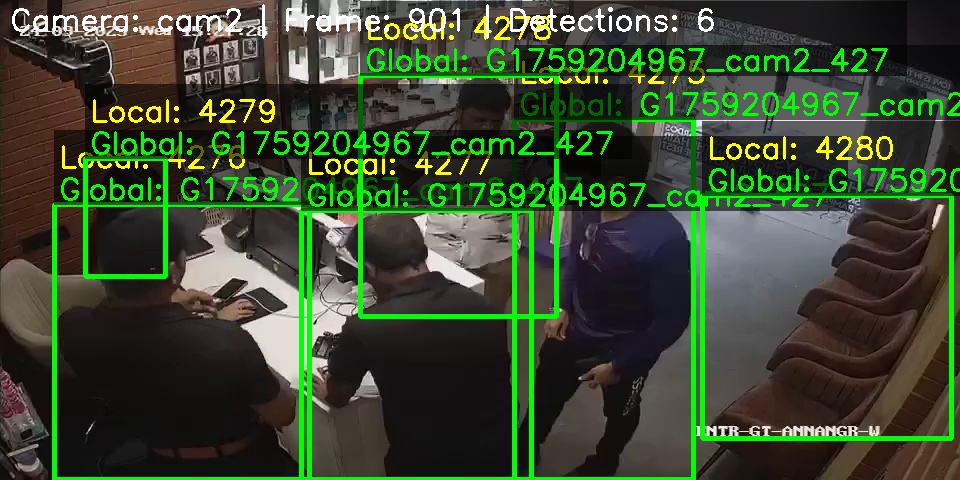 Camera: cam2 | Frame: 901 | Detections: 6
Local: 4278
Global: G1759204967_cam2_427
Local: 4275
Global: G1759204967_cam2
Local: 4279
Global: G1759204967_cam2_427
Local: 4276
Global: G17592
Local: 4277
Global: G1759204967_cam2_427
Local: 4280
Global: G175920
INTR-GT-ANNANGR-W